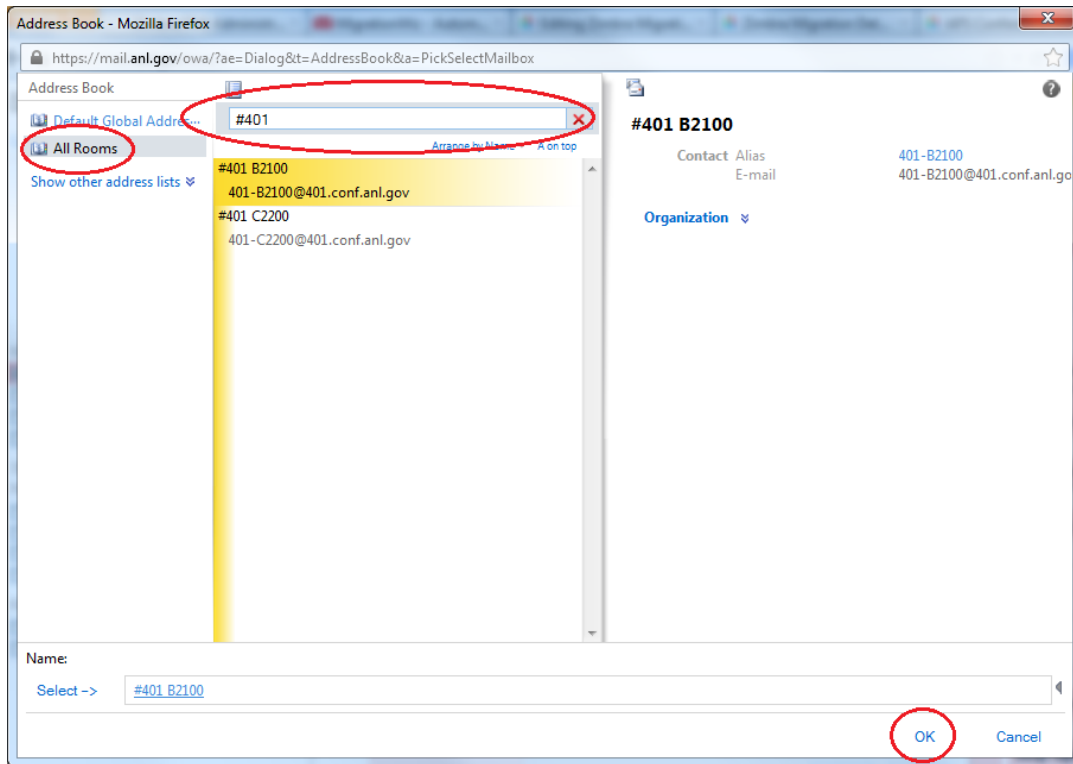 Address Book - Mozilla Firefox
https://mail.anl.gov/owa/?ae=Dialog&t=AddressBook&a=PickSelectMailbox
Address Book
Default Global Addres...
All Rooms
Show other address lists
#401
Arrange by Name A on top
#401 B2100
401-B2100@401.conf.anl.gov
#401 C2200
401-C2200@401.conf.anl.gov
#401 B2100
Contact Alias 401-B2100
E-mail 401-B2100@401.conf.anl.go
Organization
Name:
Select -> #401 B2100
OK Cancel